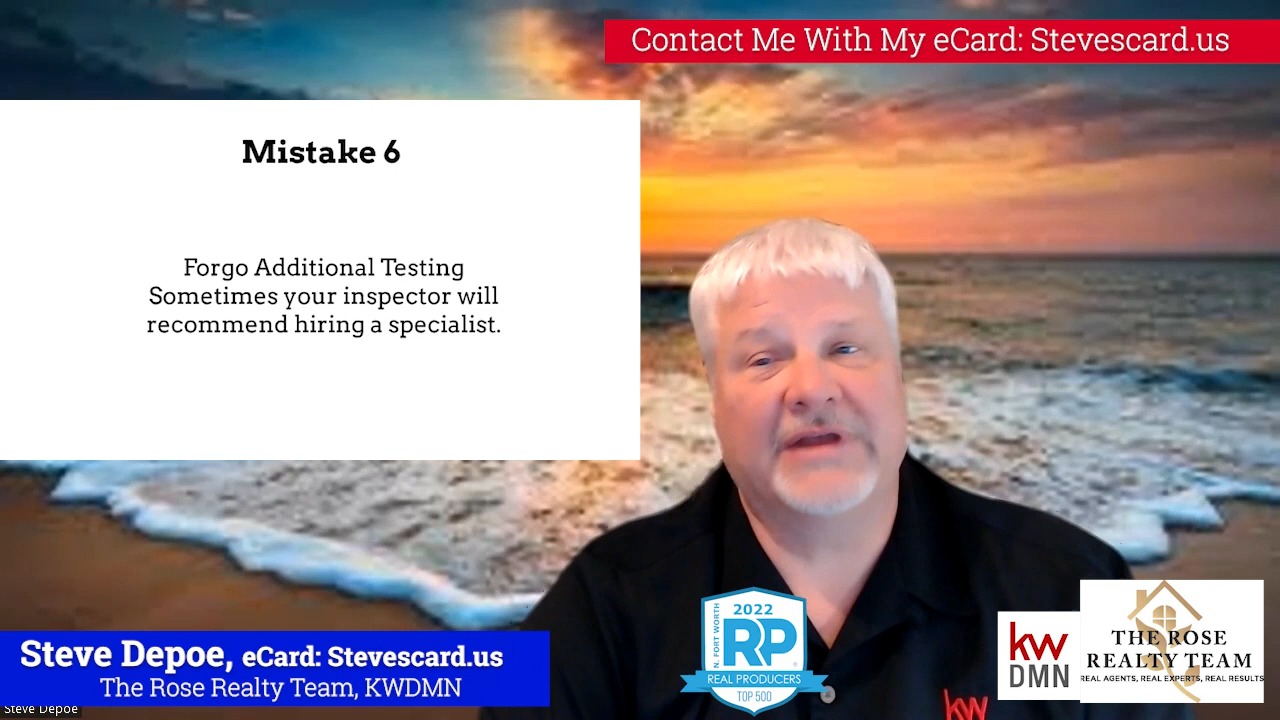 Contact Me With My eCard: Stevescard.us
Mistake 6
Forgo Additional Testing
Sometimes your inspector will
recommend hiring a specialist.
Steve Depoe, eCard: Stevescard.us
The Rose Realty Team, KWDMN
Steve Depoe
N. FORT WORTH
2022
RP
REAL PRODUCERS
TOP 500
kw
kw
DMN
THE ROSE
REALTY TEAM
REAL AGENTS, REAL EXPERTS, REAL RESULTS